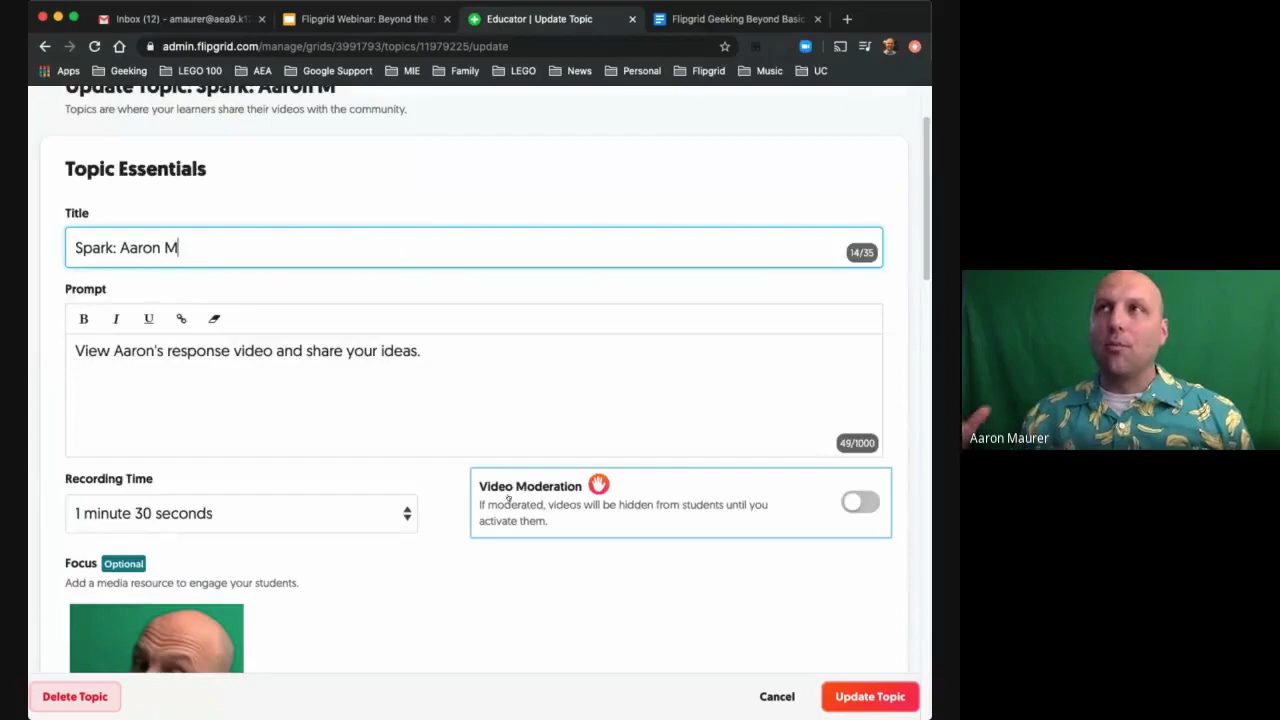 Inbox (12) - amaurer@aea9.k1
Flipgrid Webinar: Beyond the B
Educator | Update Topic
Flipgrid Geeking Beyond Basic
admin.flipgrid.com/manage/grids/3991793/topics/11979225/update
Apps Geeking LEGO 100 AEA Google Support MIE Family LEGO News Personal Flipgrid Music UC
Update Topic: Spark: Aaron M
Topics are where your learners share their videos with the community.
Topic Essentials
Title
Spark: Aaron M
14/35
Prompt
B I U
View Aaron's response video and share your ideas.
49/1000
Recording Time
1 minute 30 seconds
Video Moderation
If moderated, videos will be hidden from students until you
activate them.
Focus Optional
Add a media resource to engage your students.
Delete Topic
Cancel
Update Topic
Aaron Maurer